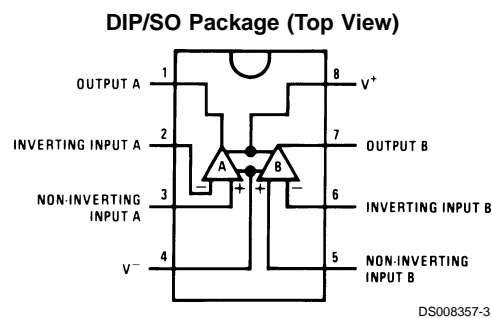 DIP/SO Package (Top View)
OUTPUT A
1
8
V+
INVERTING INPUT A
2
7
OUTPUT B
A
B
−
+
+
−
NON-INVERTING
INPUT A
3
6
INVERTING INPUT B
V−
4
5
NON-INVERTING
INPUT B
DS008357-3